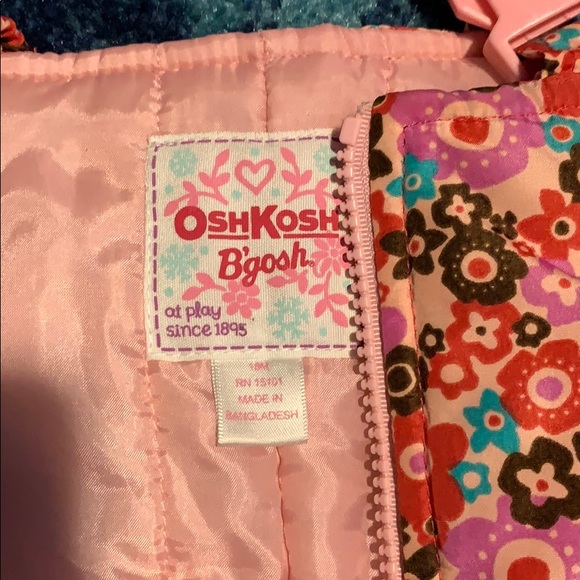 OSHKOSH
B'gosh
at play
since 1895
18M
RN 15101
MADE IN
BANGLADESH